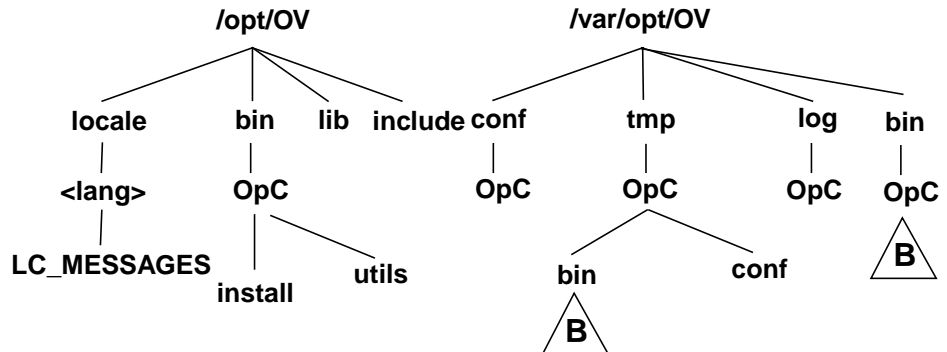 /opt/OV /var/opt/OV
locale bin lib include conf tmp log bin
<lang> OpC OpC OpC OpC OpC
LC_MESSAGES install utils bin conf B
B